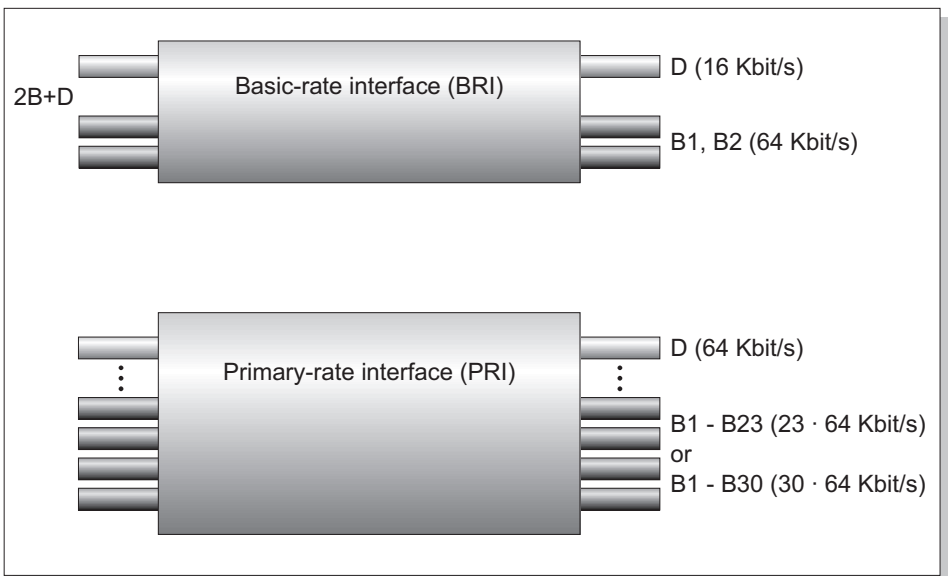 Basic-rate interface (BRI)
D (16 Kbit/s)
2B+D
B1, B2 (64 Kbit/s)
Primary-rate interface (PRI)
D (64 Kbit/s)
B1 - B23 (23 · 64 Kbit/s)
or
B1 - B30 (30 · 64 Kbit/s)